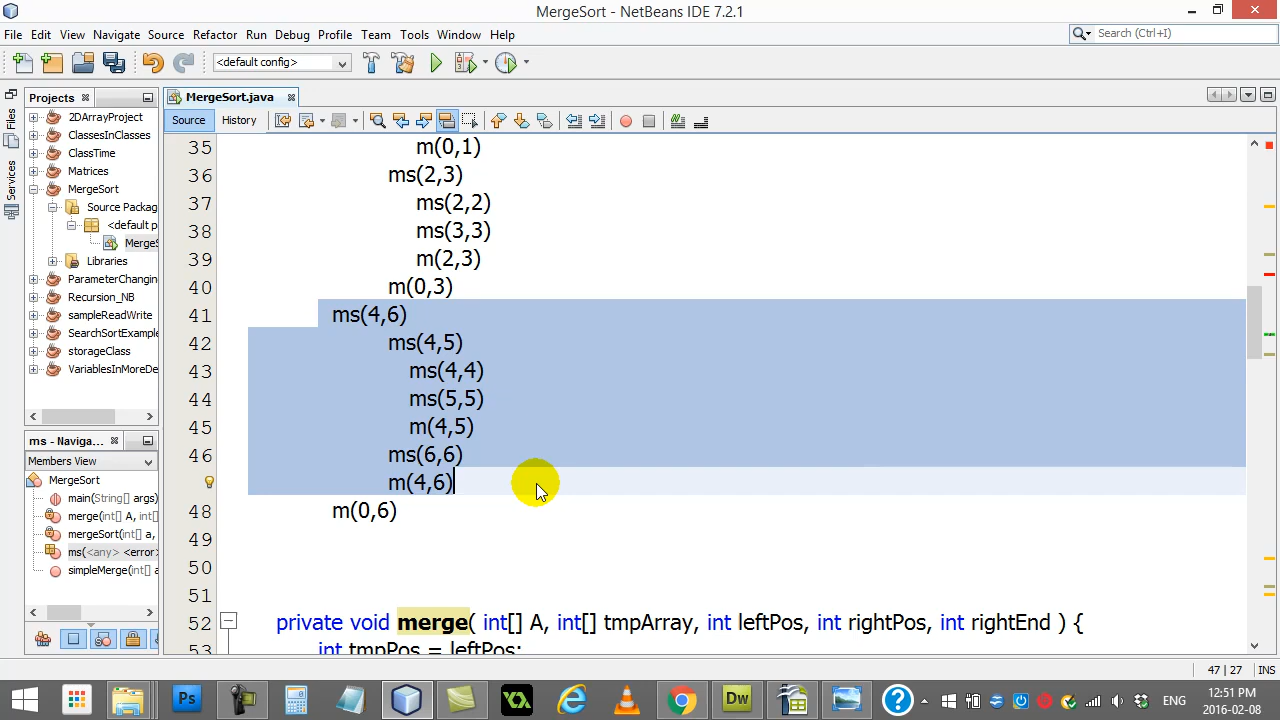 MergeSort - NetBeans IDE 7.2.1
File Edit View Navigate Source Refactor Run Debug Profile Team Tools Window Help
Search (Ctrl+I)
<default config>
Files
Services
Projects
2DArrayProject
ClassesInClasses
ClassTime
Matrices
MergeSort
Source Packag
<default p
MergeS
Libraries
ParameterChangin
Recursion_NB
sampleReadWrite
SearchSortExample
storageClass
VariablesInMoreDe
ms - Naviga...
Members View
MergeSort
main(String[] args)
merge(int[] A, int[]
mergeSort(int[] a,
ms(<any> <error>
simpleMerge(int[] a
MergeSort.java
Source History
35 m(0,1)
36 ms(2,3)
37 ms(2,2)
38 ms(3,3)
39 m(2,3)
40 m(0,3)
41 ms(4,6)
42 ms(4,5)
43 ms(4,4)
44 ms(5,5)
45 m(4,5)
46 ms(6,6)
m(4,6)
48 m(0,6)
49
50
51
52 private void merge( int[] A, int[] tmpArray, int leftPos, int rightPos, int rightEnd ) {
53 int tmpPos = leftPos;
47 | 27 INS
Ps
Dw
ENG
12:51 PM
2016-02-08